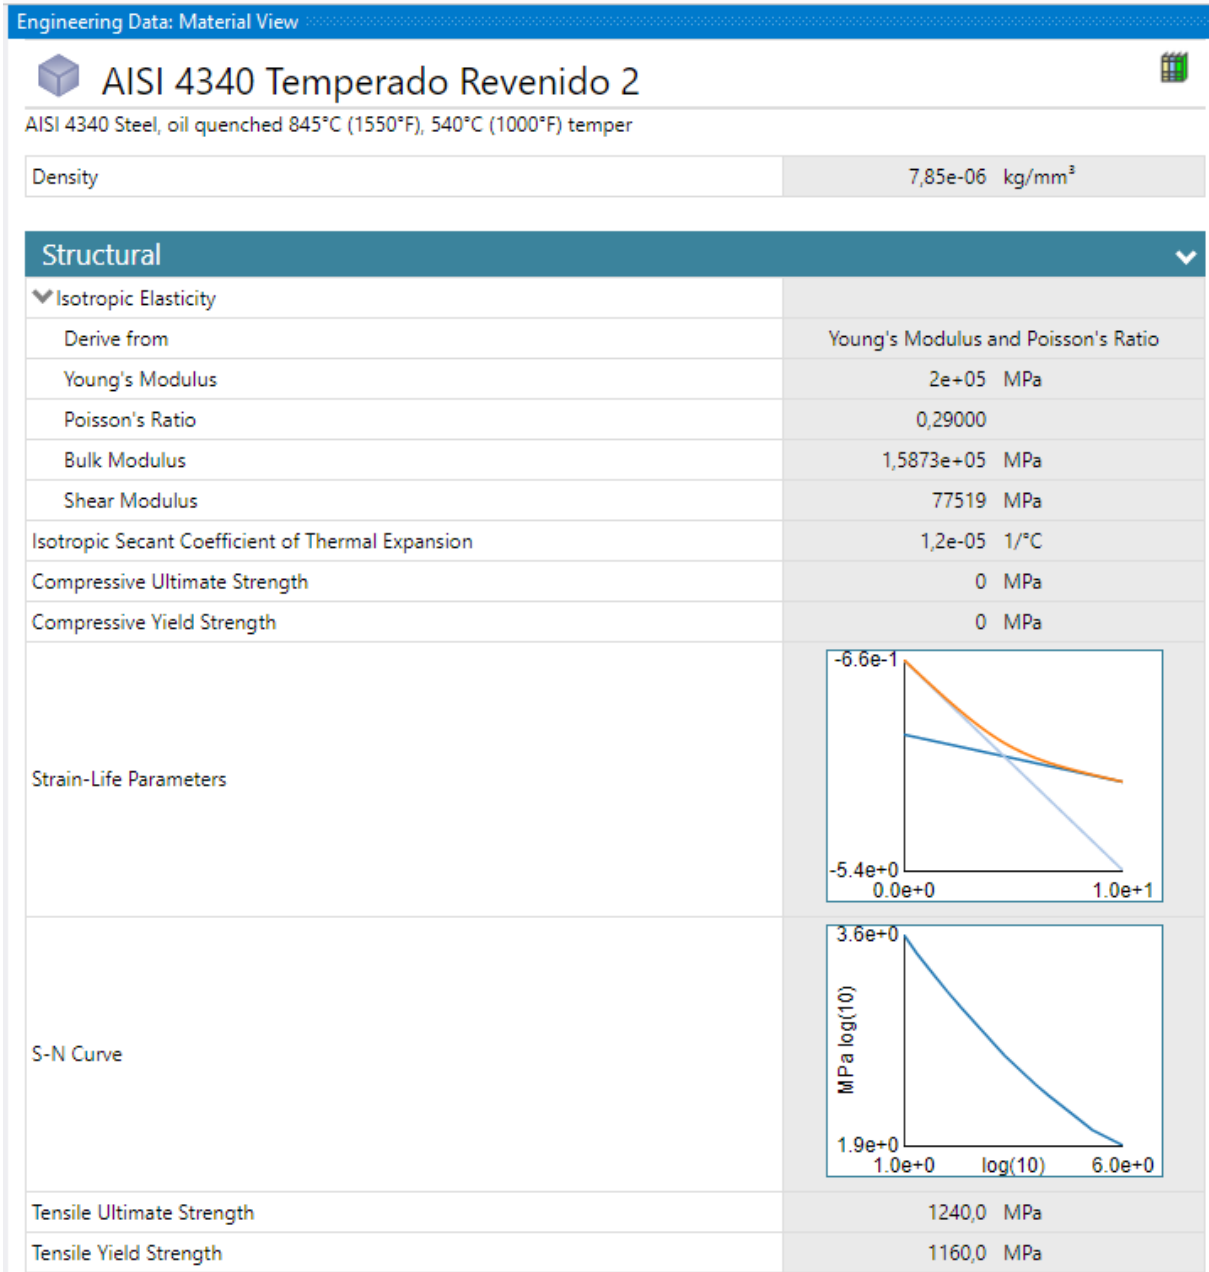 Engineering Data: Material View
AISI 4340 Temperado Revenido 2
AISI 4340 Steel, oil quenched 845°C (1550°F), 540°C (1000°F) temper
Density 7,85e-06 kg/mm³
Structural
Isotropic Elasticity
Derive from Young's Modulus and Poisson's Ratio
Young's Modulus 2e+05 MPa
Poisson's Ratio 0,29000
Bulk Modulus 1,5873e+05 MPa
Shear Modulus 77519 MPa
Isotropic Secant Coefficient of Thermal Expansion 1,2e-05 1/°C
Compressive Ultimate Strength 0 MPa
Compressive Yield Strength 0 MPa
-6.6e-1
Strain-Life Parameters
-5.4e+0
0.0e+0 1.0e+1
3.6e+0
MPa log(10)
S-N Curve
1.9e+0
1.0e+0 log(10) 6.0e+0
Tensile Ultimate Strength 1240,0 MPa
Tensile Yield Strength 1160,0 MPa